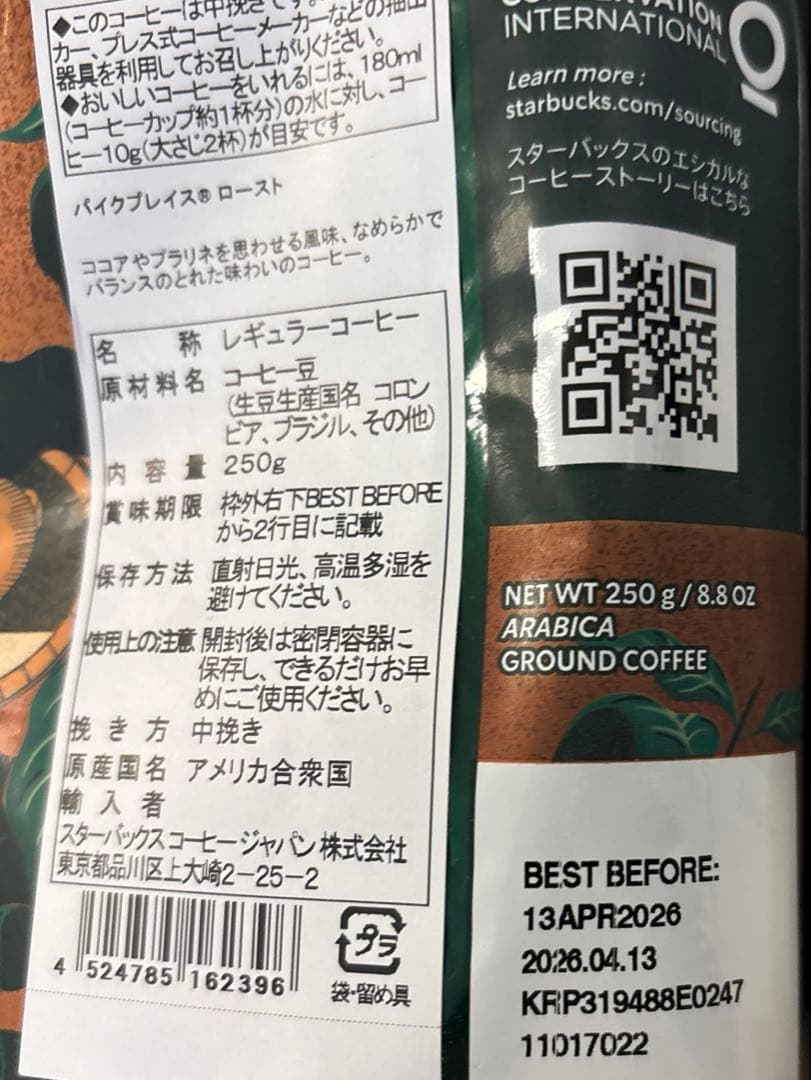 ◆このコーヒーは中挽きです。
カー、プレス式コーヒーメーカーなどの抽出
器具を利用してお召し上がりください。
◆おいしいコーヒーをいれるには、180ml
(コーヒーカップ約1杯分)の水に対し、コー
ヒー10g(大さじ2杯)が目安です。
パイクプレイス® ロースト
ココアやプラリネを思わせる風味、なめらかで
バランスのとれた味わいのコーヒー。
名称 レギュラーコーヒー
原材料名 コーヒー豆
(生豆生産国名 コロン
ビア、ブラジル、その他)
内容量 250g
賞味期限 枠外右下BEST BEFORE
から2行目に記載
保存方法 直射日光、高温多湿を
避けてください。
使用上の注意 開封後は密閉容器に
保存し、できるだけお早
めにご使用ください。
挽き方 中挽き
原産国名 アメリカ合衆国
輸入者
スターバックス コーヒー ジャパン 株式会社
東京都品川区上大崎2-25-2
4 524785 162396
プラ
袋・留め具
INTERNATIONAL
Learn more :
starbucks.com/sourcing
スターバックスのエシカルな
コーヒーストーリーはこちら
NET WT 250 g / 8.8 OZ
ARABICA
GROUND COFFEE
BEST BEFORE:
13APR2026
2026.04.13
KRP319488E0247
11017022